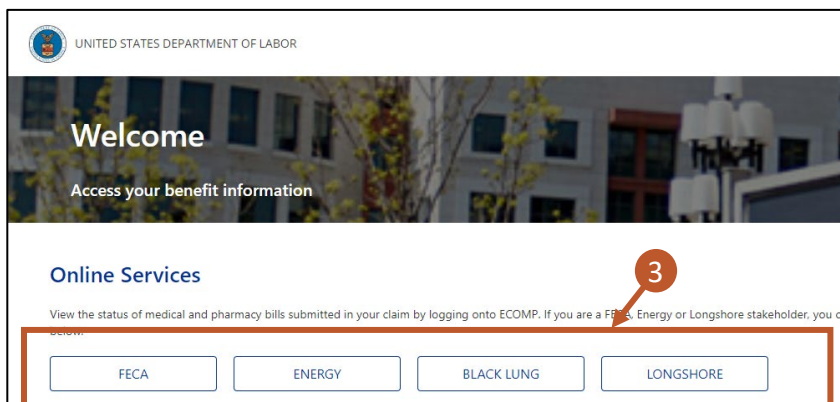 UNITED STATES DEPARTMENT OF LABOR
Welcome
Access your benefit information
Online Services
3
View the status of medical and pharmacy bills submitted in your claim by logging onto ECOMP. If you are a FECA, Energy or Longshore stakeholder, you
below.
FECA
ENERGY
BLACK LUNG
LONGSHORE